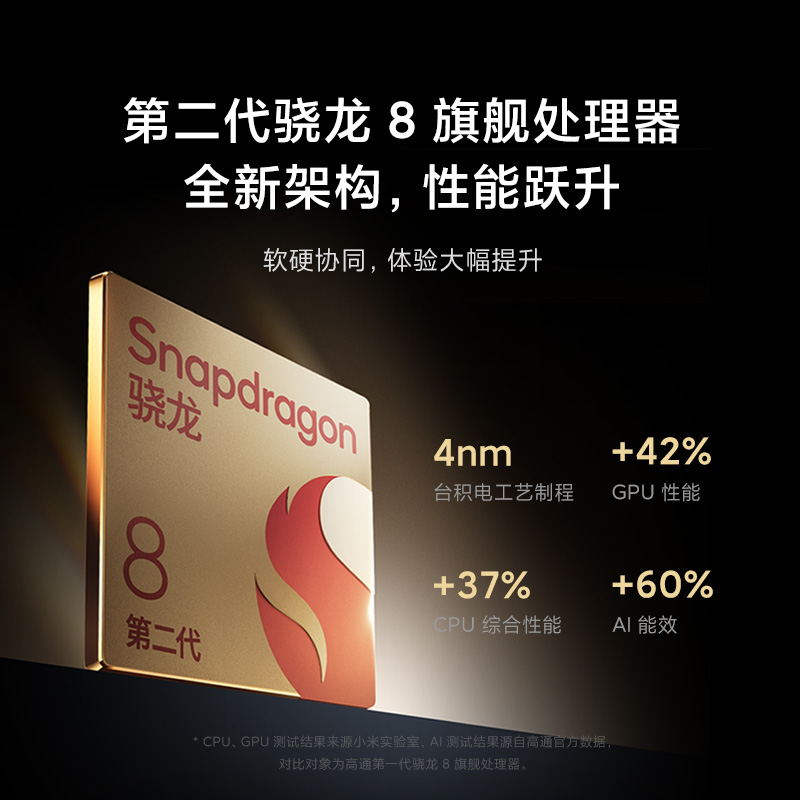 第二代骁龙 8 旗舰处理器
全新架构，性能跃升
软硬协同，体验大幅提升
Snapdragon
骁龙
8
第二代
4nm
台积电工艺制程
+42%
GPU 性能
+37%
CPU 综合性能
+60%
AI 能效
* CPU、GPU 测试结果来源小米实验室，AI 测试结果源自高通官方数据，
对比对象为高通第一代骁龙 8 旗舰处理器。